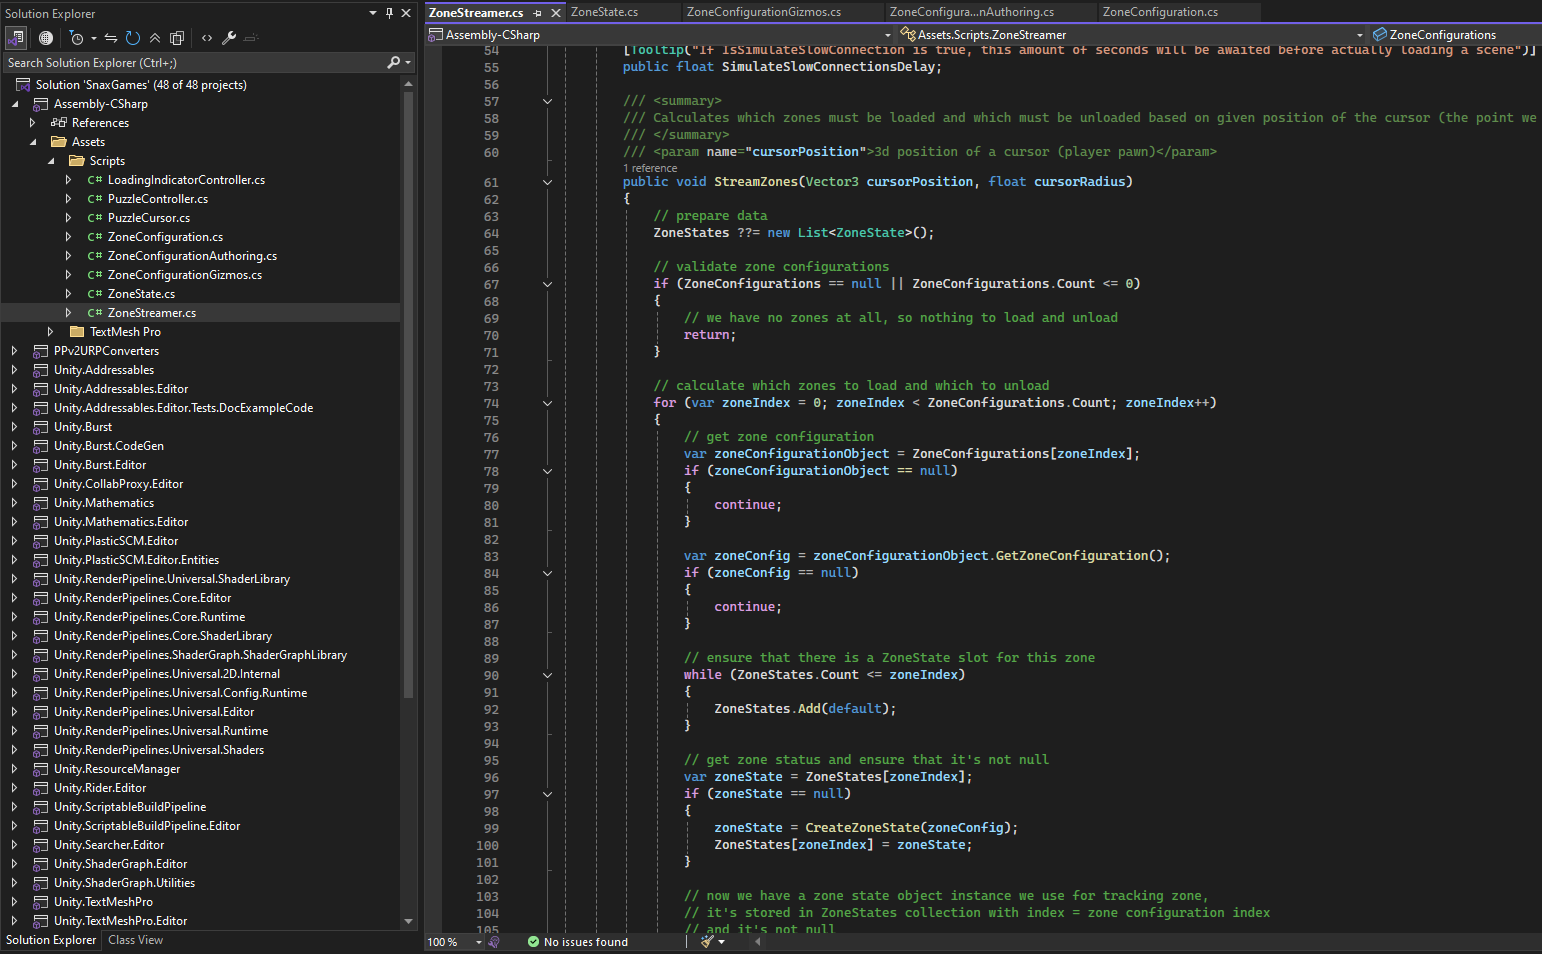 Solution Explorer
Search Solution Explorer (Ctrl+;)
Solution 'SnaxGames' (48 of 48 projects)
Assembly-CSharp
References
Assets
Scripts
C# LoadingIndicatorController.cs
C# PuzzleController.cs
C# PuzzleCursor.cs
C# ZoneConfiguration.cs
C# ZoneConfigurationAuthoring.cs
C# ZoneConfigurationGizmos.cs
C# ZoneState.cs
C# ZoneStreamer.cs
TextMesh Pro
PPv2URPConverters
Unity.Addressables
Unity.Addressables.Editor
Unity.Addressables.Editor.Tests.DocExampleCode
Unity.Burst
Unity.Burst.CodeGen
Unity.Burst.Editor
Unity.CollabProxy.Editor
Unity.Mathematics
Unity.Mathematics.Editor
Unity.PlasticSCM.Editor
Unity.PlasticSCM.Editor.Entities
Unity.RenderPipeline.Universal.ShaderLibrary
Unity.RenderPipelines.Core.Editor
Unity.RenderPipelines.Core.Runtime
Unity.RenderPipelines.Core.ShaderLibrary
Unity.RenderPipelines.ShaderGraph.ShaderGraphLibrary
Unity.RenderPipelines.Universal.2D.Internal
Unity.RenderPipelines.Universal.Config.Runtime
Unity.RenderPipelines.Universal.Editor
Unity.RenderPipelines.Universal.Runtime
Unity.RenderPipelines.Universal.Shaders
Unity.ResourceManager
Unity.Rider.Editor
Unity.ScriptableBuildPipeline
Unity.ScriptableBuildPipeline.Editor
Unity.Searcher.Editor
Unity.ShaderGraph.Editor
Unity.ShaderGraph.Utilities
Unity.TextMeshPro
Unity.TextMeshPro.Editor
Solution Explorer Class View
ZoneStreamer.cs ZoneState.cs ZoneConfigurationGizmos.cs ZoneConfigura...nAuthoring.cs ZoneConfiguration.cs
Assembly-CSharp Assets.Scripts.ZoneStreamer ZoneConfigurations
54 [Tooltip("If IsSimulateSlowConnection is true, this amount of seconds will be awaited before actually loading a scene")]
55 public float SimulateSlowConnectionsDelay;
56
57 /// <summary>
58 /// Calculates which zones must be loaded and which must be unloaded based on given position of the cursor (the point we
59 /// </summary>
60 /// <param name="cursorPosition">3d position of a cursor (player pawn)</param>
1 reference
61 public void StreamZones(Vector3 cursorPosition, float cursorRadius)
62 {
63 // prepare data
64 ZoneStates ??= new List<ZoneState>();
65
66 // validate zone configurations
67 if (ZoneConfigurations == null || ZoneConfigurations.Count <= 0)
68 {
69 // we have no zones at all, so nothing to load and unload
70 return;
71 }
72
73 // calculate which zones to load and which to unload
74 for (var zoneIndex = 0; zoneIndex < ZoneConfigurations.Count; zoneIndex++)
75 {
76 // get zone configuration
77 var zoneConfigurationObject = ZoneConfigurations[zoneIndex];
78 if (zoneConfigurationObject == null)
79 {
80 continue;
81 }
82
83 var zoneConfig = zoneConfigurationObject.GetZoneConfiguration();
84 if (zoneConfig == null)
85 {
86 continue;
87 }
88
89 // ensure that there is a ZoneState slot for this zone
90 while (ZoneStates.Count <= zoneIndex)
91 {
92 ZoneStates.Add(default);
93 }
94
95 // get zone status and ensure that it's not null
96 var zoneState = ZoneStates[zoneIndex];
97 if (zoneState == null)
98 {
99 zoneState = CreateZoneState(zoneConfig);
100 ZoneStates[zoneIndex] = zoneState;
101 }
102
103 // now we have a zone state object instance we use for tracking zone,
104 // it's stored in ZoneStates collection with index = zone configuration index
105 // and it's not null
100 % No issues found